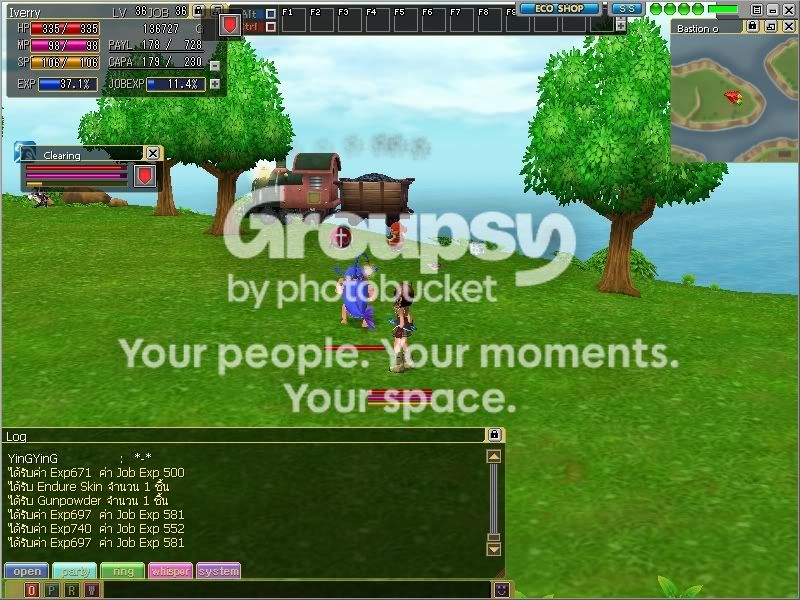 Iverry LV 36 JOB 36
HP 335/ 335 136727 G
MP 98/ 98 PAYL 178 / 728
SP 106/ 106 CAPA 179 / 230
EXP 37.1% JOBEXP 11.4%
Alt F1 F2 F3 F4 F5 F6 F7 F8 F9
Ctrl
ECO SHOP SS
Bastion o
Clearing
Groupsy
by photobucket
Your people. Your moments.
Your space.
Log
YinGYinG : *-*
ได้รับค่า Exp671 ค่า Job Exp 500
ได้รับ Endure Skin จำนวน 1 ชิ้น
ได้รับ Gunpowder จำนวน 1 ชิ้น
ได้รับค่า Exp697 ค่า Job Exp 581
ได้รับค่า Exp740 ค่า Job Exp 552
ได้รับค่า Exp697 ค่า Job Exp 581
open party ring whisper system
O P R W